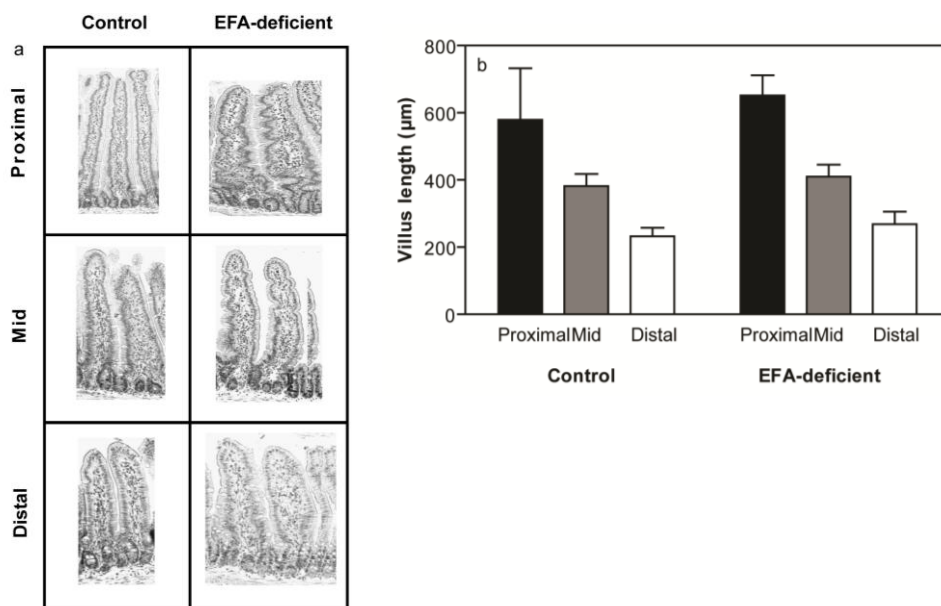 Control EFA-deficient
a
Proximal
Mid
Distal
b
Villus length (µm)
800
600
400
200
0
ProximalMid Distal ProximalMid Distal
Control EFA-deficient